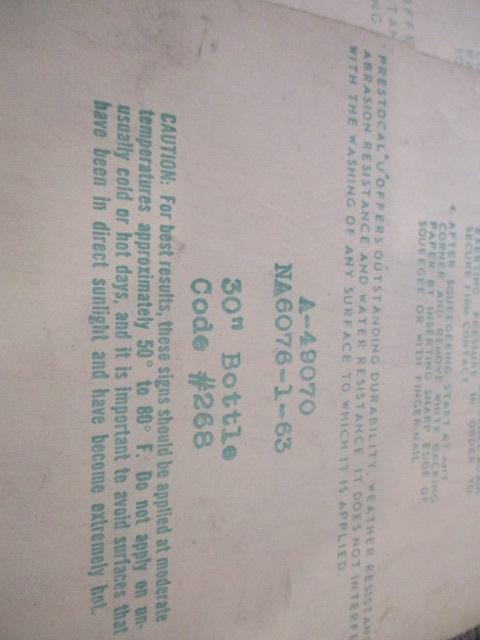 EXERTING PRESSURE IN ORDER TO
SECURE FIRM CONTACT.
4. AFTER SQUEEGEEING, START AT ANY
CORNER AND REMOVE WHITE BACKING
PAPER BY INSERTING SHARP EDGE OF
SQUEEGEE OR WITH FINGER-NAIL
PRESTOCAL "U" OFFERS OUTSTANDING DURABILITY, WEATHER RESISTAN
ABRASION RESISTANCE AND WATER RESISTANCE. IT DOES NOT INTERFE
WITH THE WASHING OF ANY SURFACE TO WHICH IT IS APPLIED.
A-49070
NA6076-1-63
30" Bottle
Code #268
CAUTION: For best results, these signs should be applied at moderate
temperatures approximately 50° to 80° F. Do not apply on un-
usually cold or hot days, and it is important to avoid surfaces that
have been in direct sunlight and have become extremely hot.